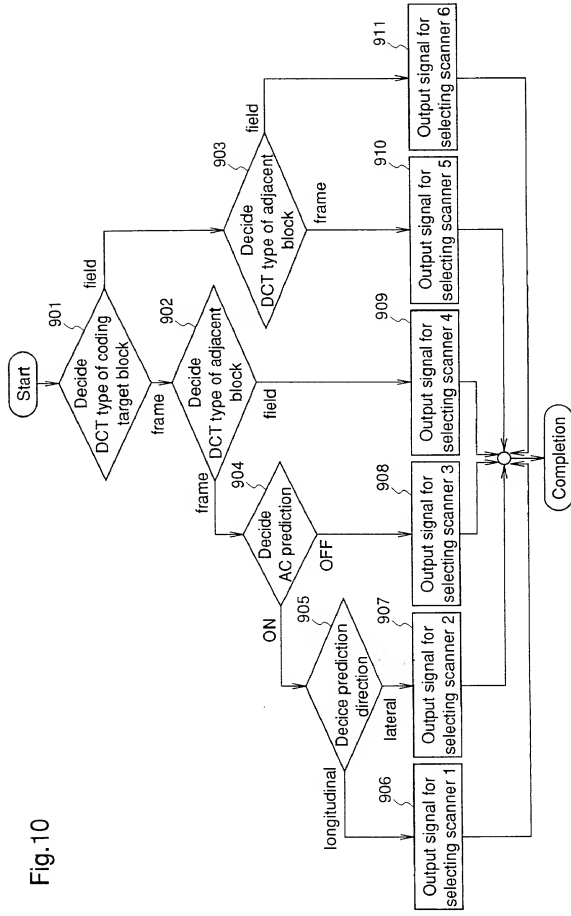 Fig.10
Start
901
Decide
DCT type of coding
target block
field
frame
902
Decide
DCT type of adjacent
block
frame
field
903
Decide
DCT type of adjacent
block
field
frame
904
Decide
AC prediction
ON
OFF
905
Decice prediction
direction
longitudinal
lateral
906
Output signal for
selecting scanner 1
907
Output signal for
selecting scanner 2
908
Output signal for
selecting scanner 3
909
Output signal for
selecting scanner 4
910
Output signal for
selecting scanner 5
911
Output signal for
selecting scanner 6
Completion